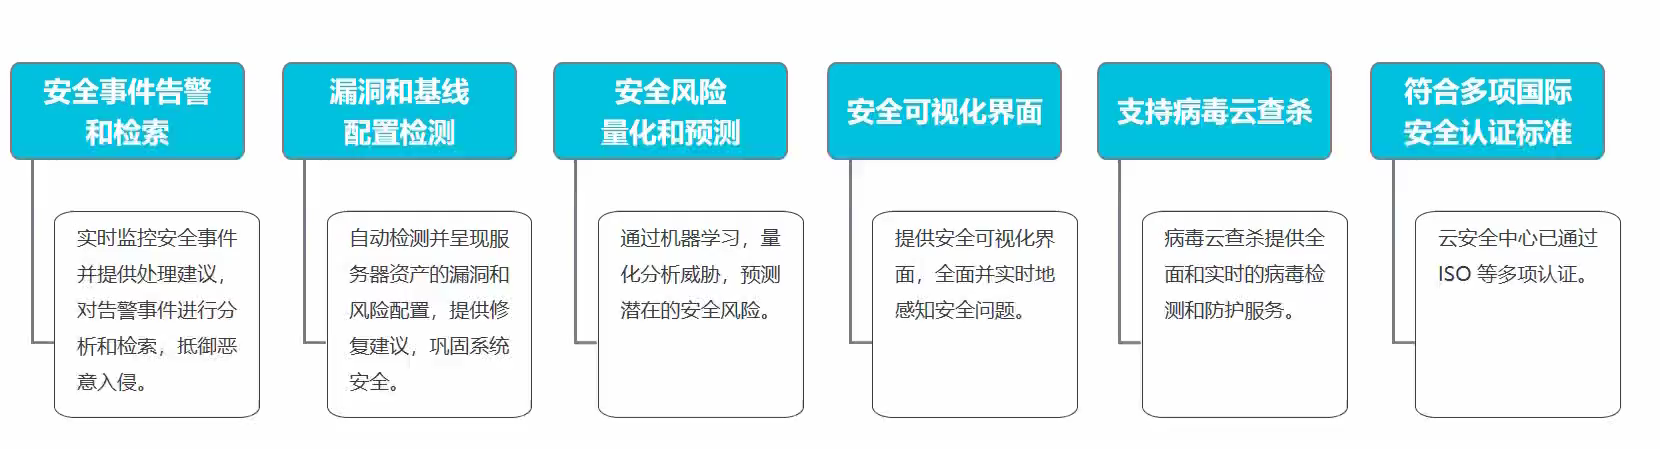 安全事件告警
和检索
实时监控安全事件
并提供处理建议，
对告警事件进行分
析和检索，抵御恶
意入侵。
漏洞和基线
配置检测
自动检测并呈现服
务器资产的漏洞和
风险配置，提供修
复建议，巩固系统
安全。
安全风险
量化和预测
通过机器学习，量
化分析威胁，预测
潜在的安全风险。
安全可视化界面
提供安全可视化界
面，全面并实时地
感知安全问题。
支持病毒云查杀
病毒云查杀提供全
面和实时的病毒检
测和防护服务。
符合多项国际
安全认证标准
云安全中心已通过
ISO 等多项认证。